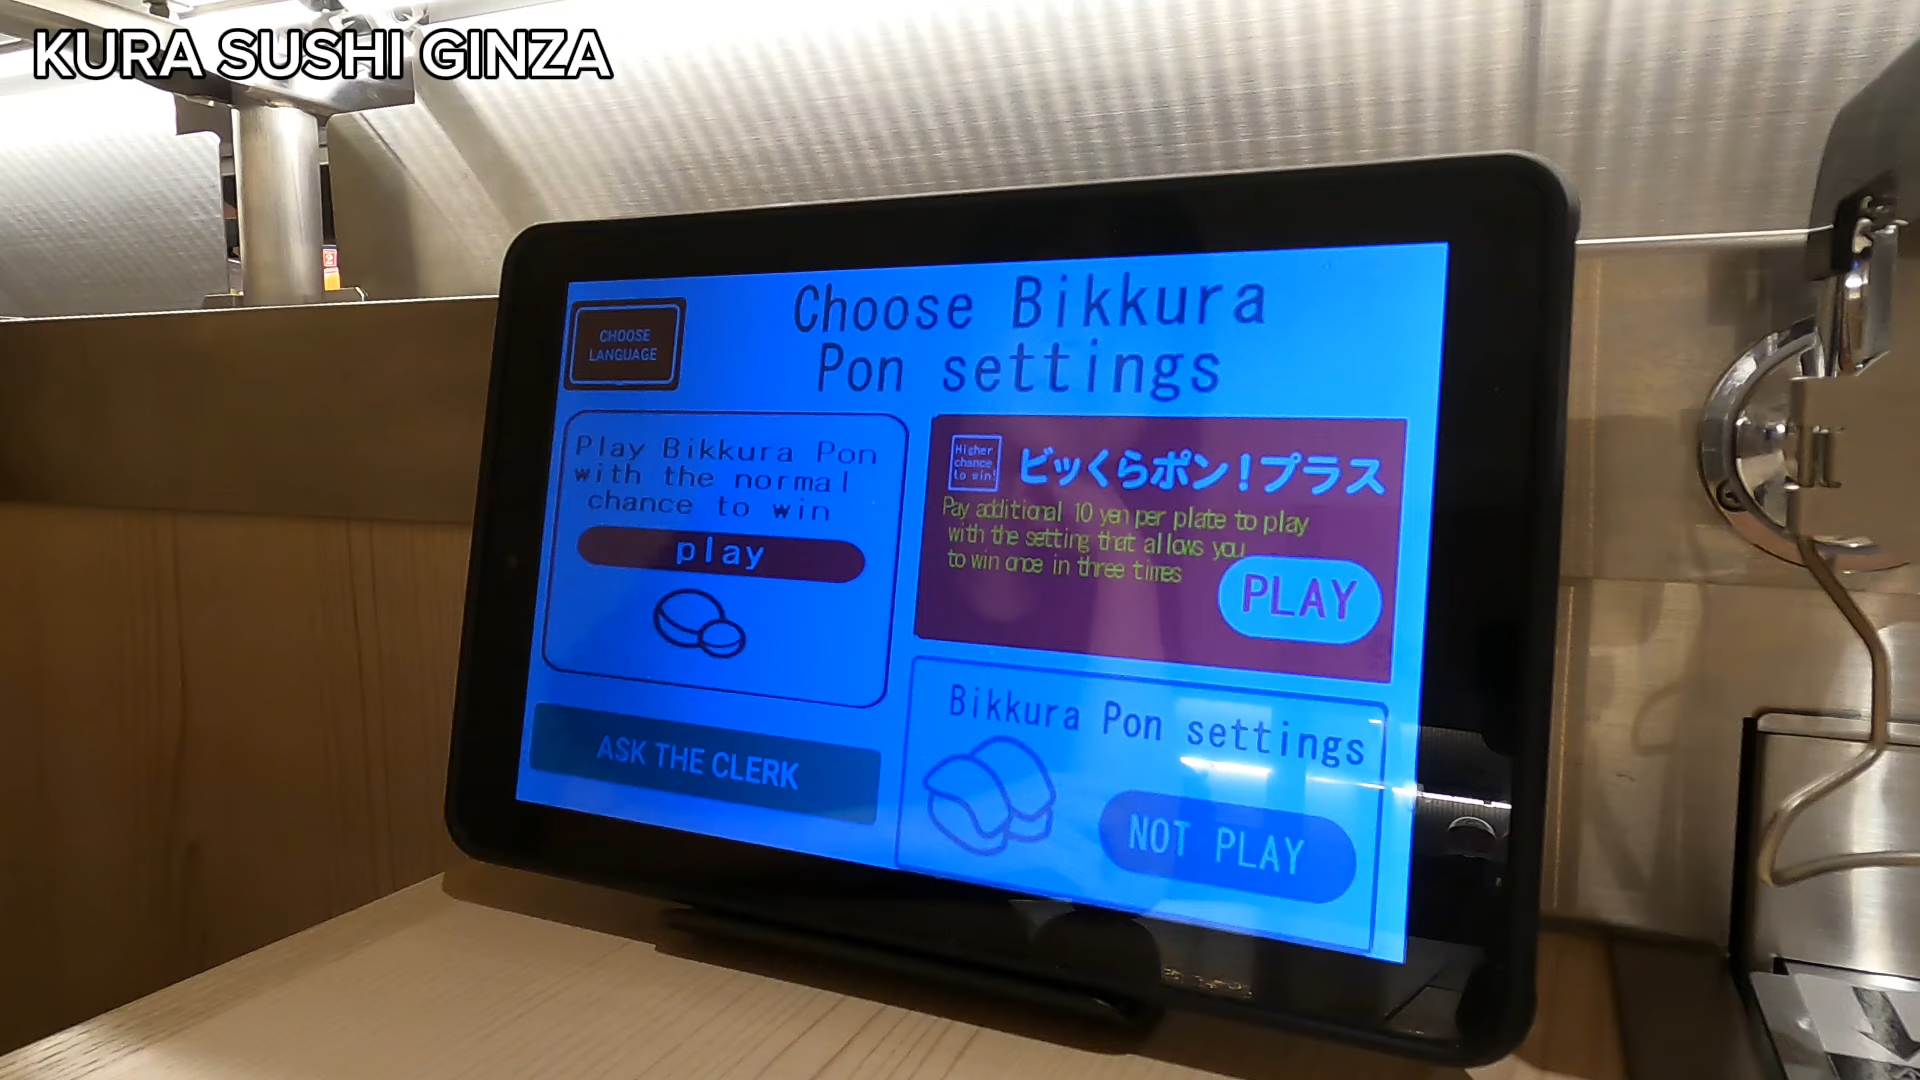 KURA SUSHI GINZA
CHOOSE
LANGUAGE
Choose Bikkura
Pon settings
Play Bikkura Pon
with the normal
chance to win
play
Higher
chance
to win!
ビッくらポン!プラス
Pay additional 10 yen per plate to play
with the setting that allows you
to win once in three times
PLAY
ASK THE CLERK
Bikkura Pon settings
NOT PLAY